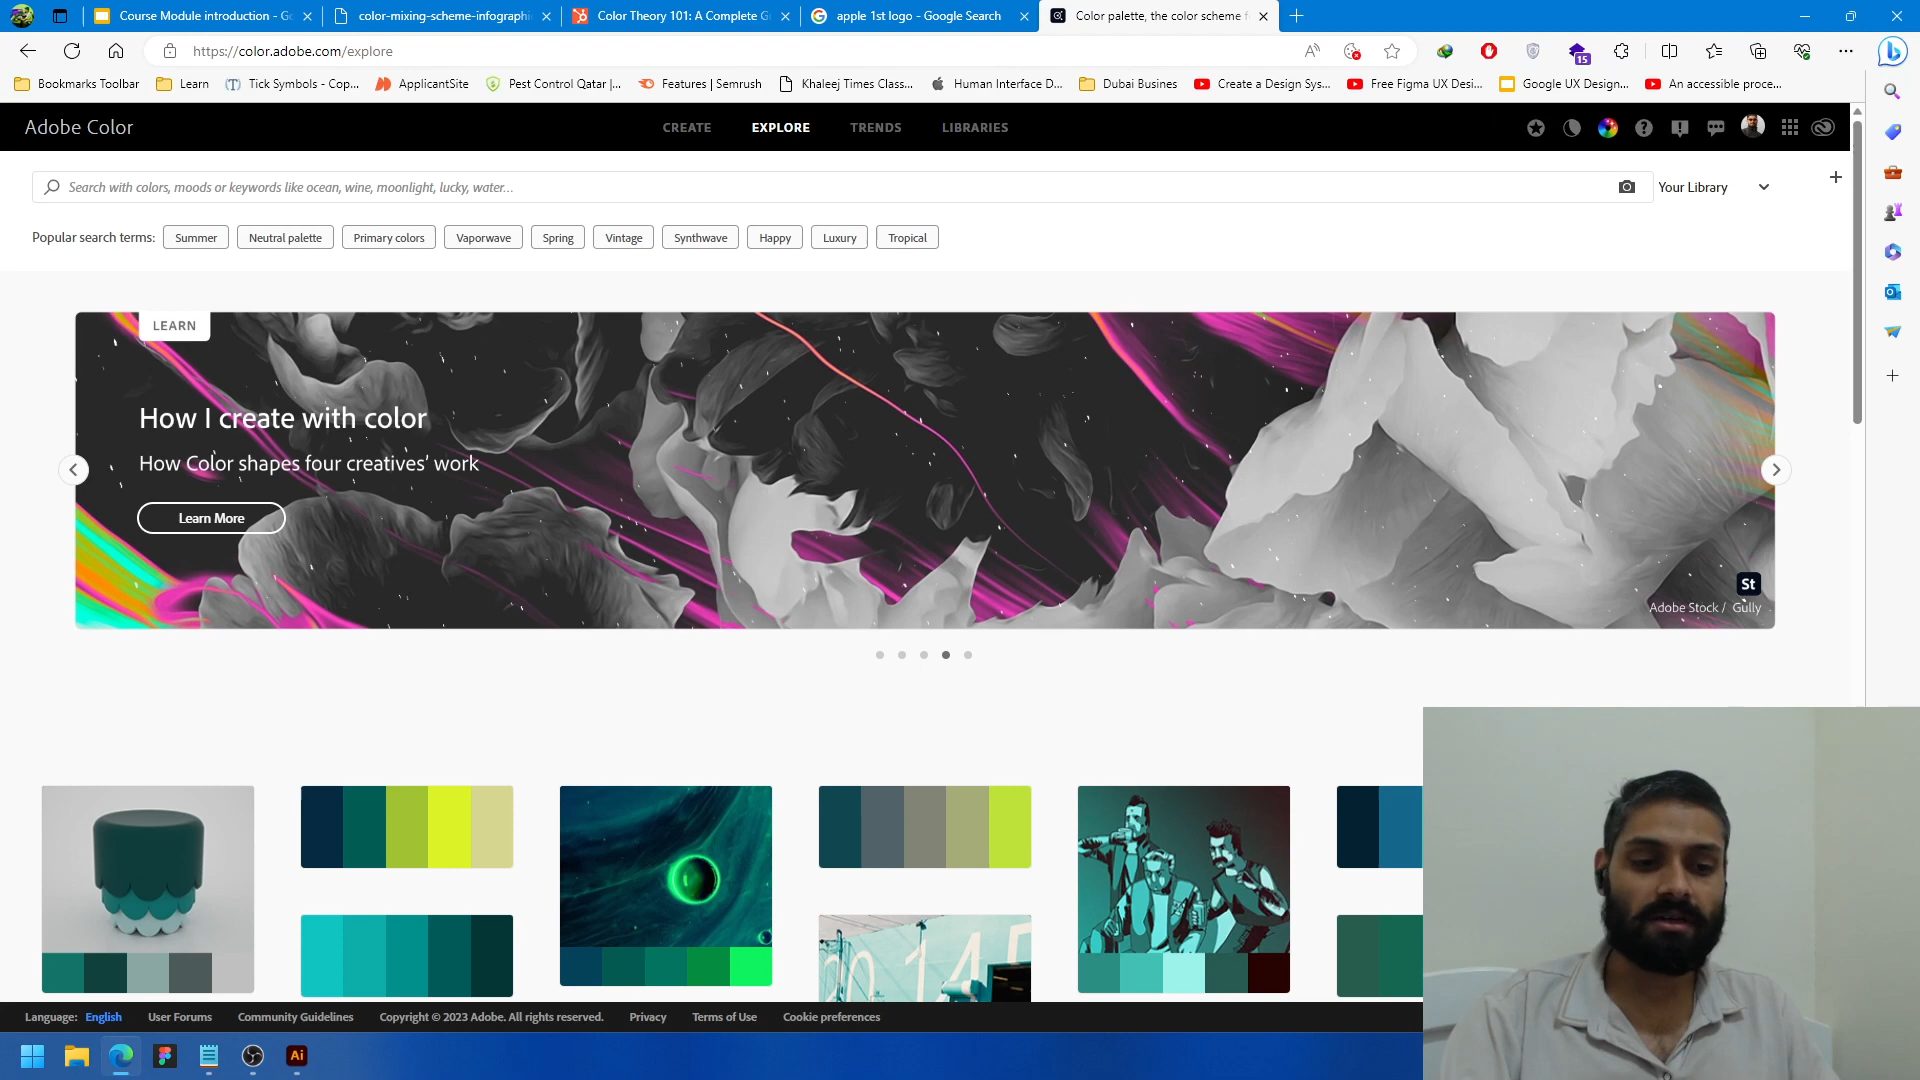 Course Module introduction - Go
color-mixing-scheme-infographi
Color Theory 101: A Complete G
apple 1st logo - Google Search
Color palette, the color scheme f
https://color.adobe.com/explore
15
Bookmarks Toolbar
Learn
Tick Symbols - Cop...
ApplicantSite
Pest Control Qatar |...
Features | Semrush
Khaleej Times Class...
Human Interface D...
Dubai Busines
Create a Design Sys...
Free Figma UX Desi...
Google UX Design...
An accessible proce...
Adobe Color
CREATE
EXPLORE
TRENDS
LIBRARIES
Search with colors, moods or keywords like ocean, wine, moonlight, lucky, water...
Your Library
Popular search terms:
Summer
Neutral palette
Primary colors
Vaporwave
Spring
Vintage
Synthwave
Happy
Luxury
Tropical
LEARN
How I create with color
How Color shapes four creatives’ work
Learn More
St
Adobe Stock / Gully
Language: English
User Forums
Community Guidelines
Copyright © 2023 Adobe. All rights reserved.
Privacy
Terms of Use
Cookie preferences
Ai